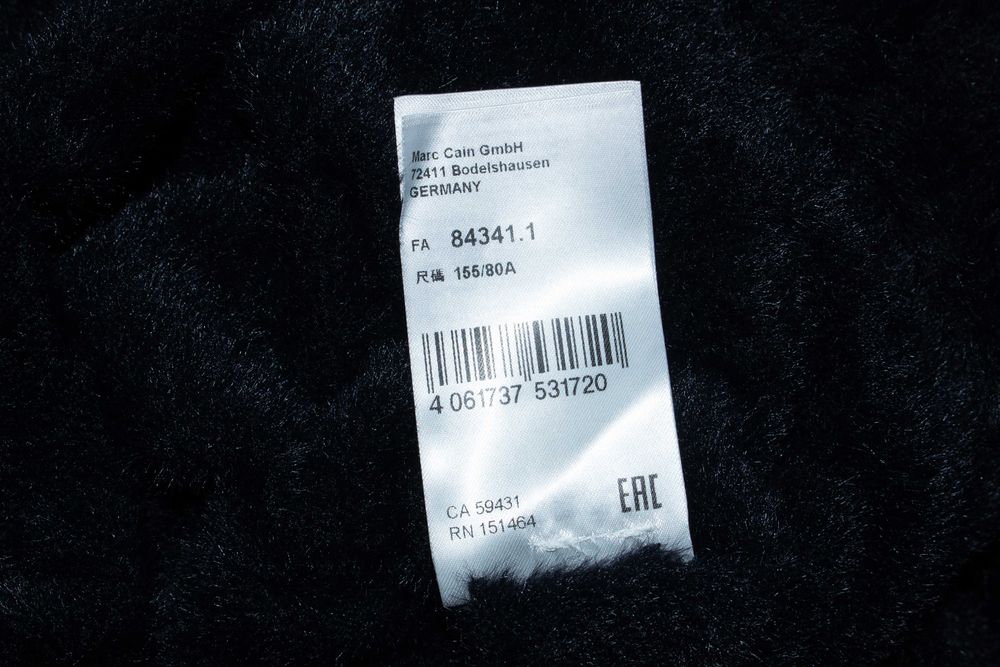 Marc Cain GmbH
72411 Bodelshausen
GERMANY
FA 84341.1
尺碼 155/80A
4 061737 531720
CA 59431
RN 151464
EAC